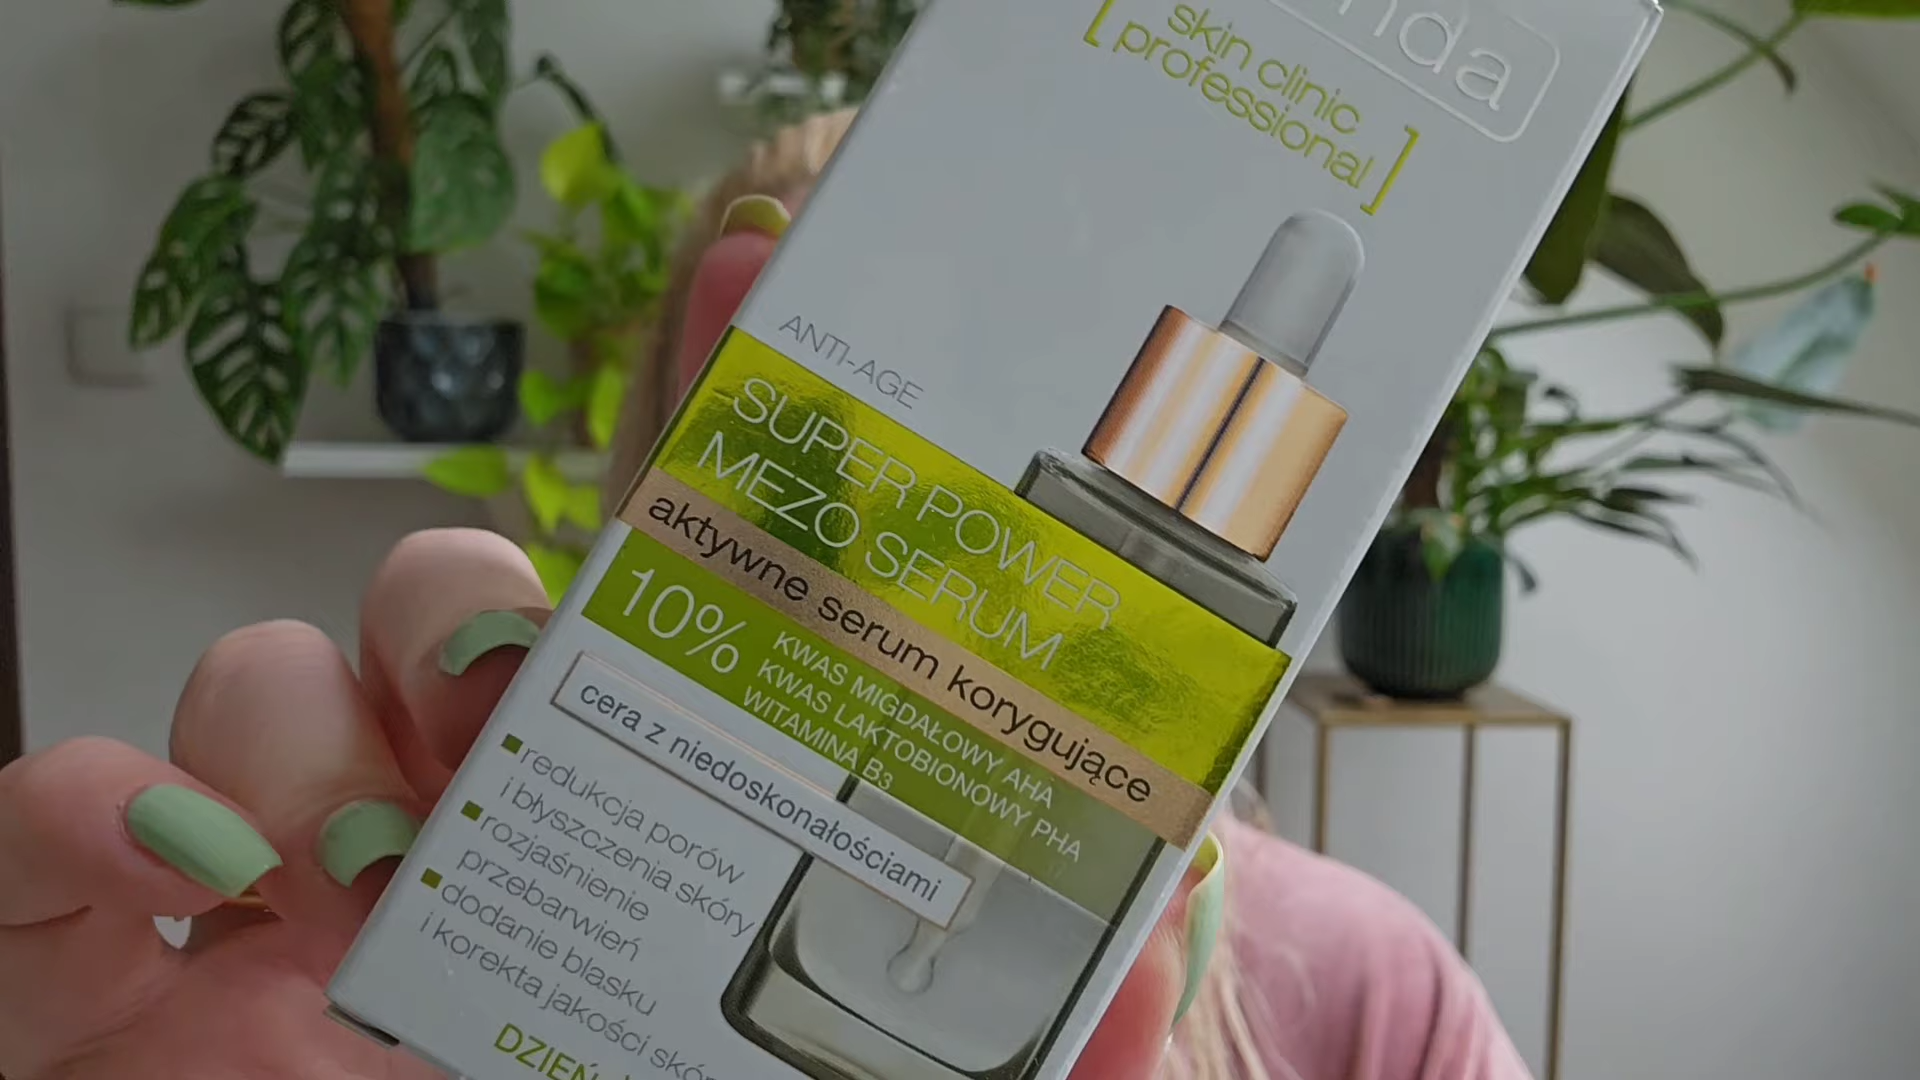 skin clinic
professional
ANTI-AGE
SUPER POWER
MEZO SERUM
aktywne serum korygujące
10%
KWAS MIGDAŁOWY AHA
KWAS LAKTOBIONOWY PHA
WITAMINA B3
cera z niedoskonałościami
redukcja porów
i błyszczenia skóry
rozjaśnienie
przebarwień
dodanie blasku
i korekta jakości
DZIEŃ